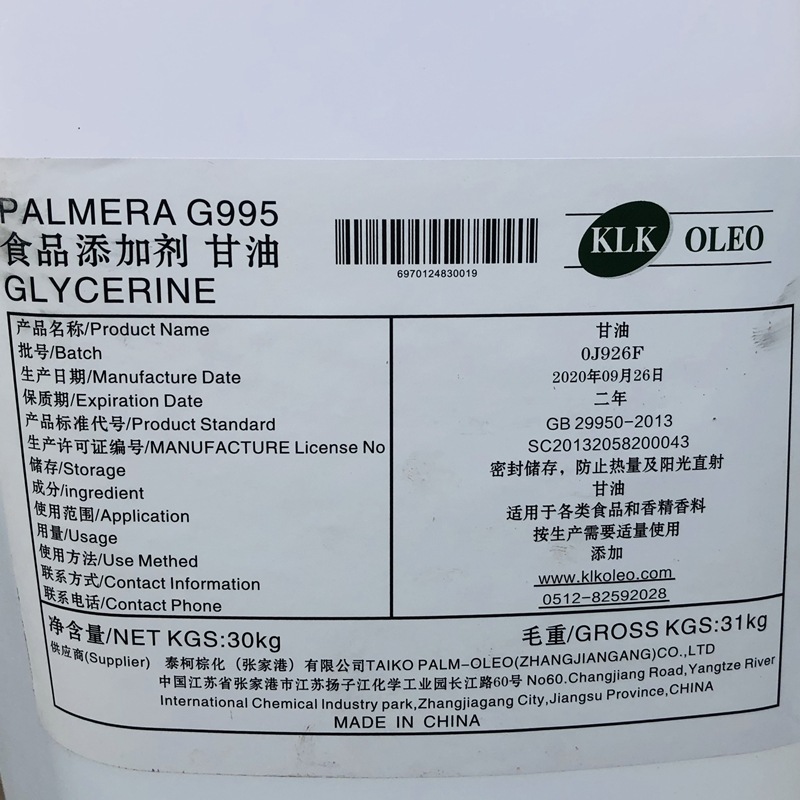 PALMERA G995
食品添加剂 甘油
GLYCERINE
6970124830019
KLK OLEO
产品名称/Product Name 甘油
批号/Batch 0J926F
生产日期/Manufacture Date 2020年09月26日
保质期/Expiration Date 二年
产品标准代号/Product Standard GB 29950-2013
生产许可证编号/MANUFACTURE License No SC20132058200043
储存/Storage 密封储存，防止热量及阳光直射
成分/ingredient 甘油
使用范围/Application 适用于各类食品和香精香料
用量/Usage 按生产需要适量使用
使用方法/Use Methed 添加
联系方式/Contact Information www.klkoleo.com
联系电话/Contact Phone 0512-82592028
净含量/NET KGS:30kg 毛重/GROSS KGS:31kg
供应商(Supplier) 泰柯棕化（张家港）有限公司TAIKO PALM-OLEO(ZHANGJIANGANG)CO.,LTD
中国江苏省张家港市江苏扬子江化学工业园长江路60号 No60.Changjiang Road,Yangtze River
International Chemical Industry park,Zhangjiagang City,Jiangsu Province,CHINA
MADE IN CHINA